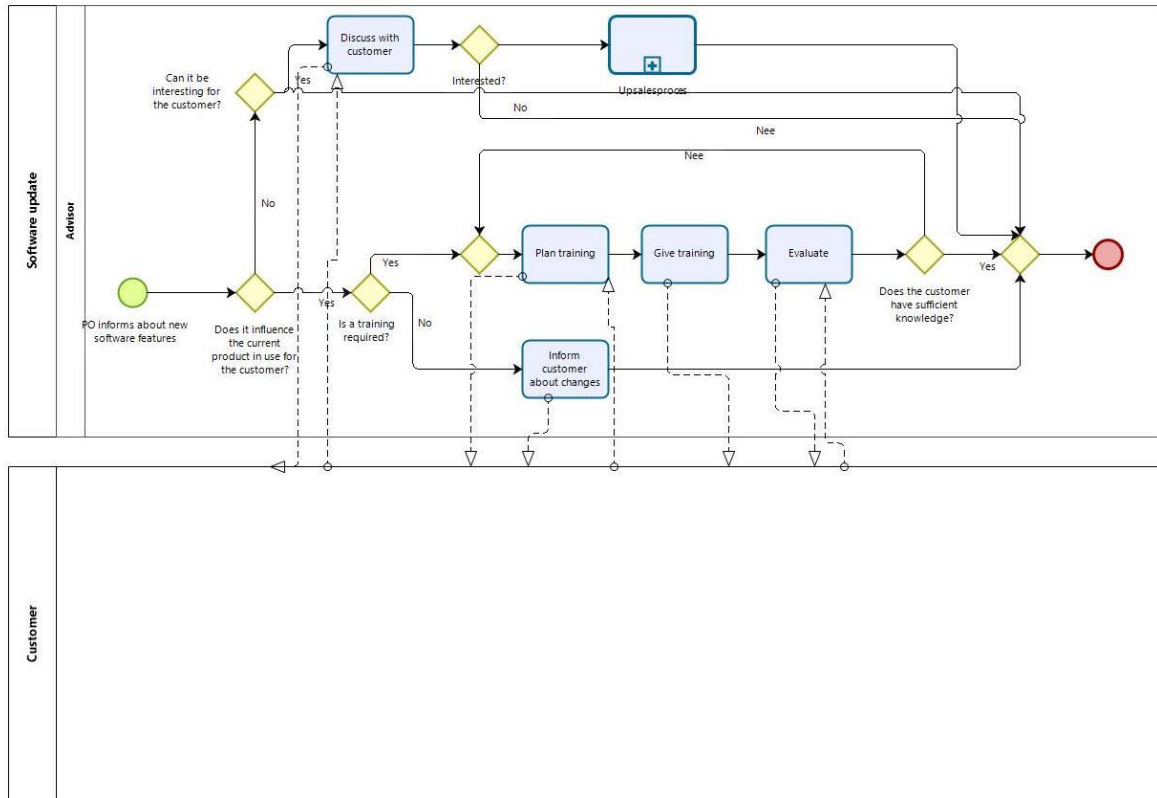 Software update
Advisor
Discuss with
customer
Interested?
Upsalesproces
Can it be
interesting for
the customer?
Yes
No
Nee
Nee
No
Plan training
Give training
Evaluate
Yes
Yes
Yes
No
Does the customer
have sufficient
knowledge?
PO informs about new
software features
Does it influence
the current
product in use for
the customer?
Is a training
required?
Inform
customer
about changes
Customer